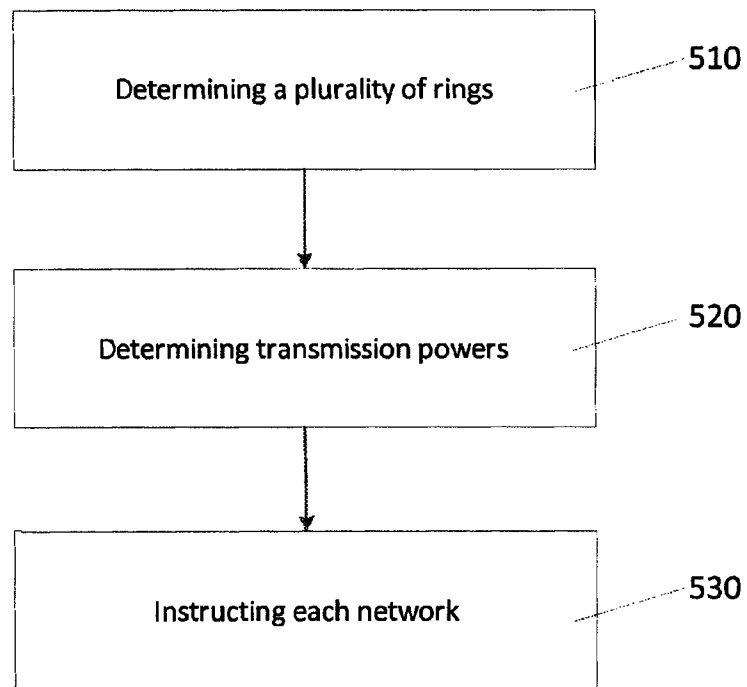 Determining a plurality of rings
510
Determining transmission powers
520
Instructing each network
530